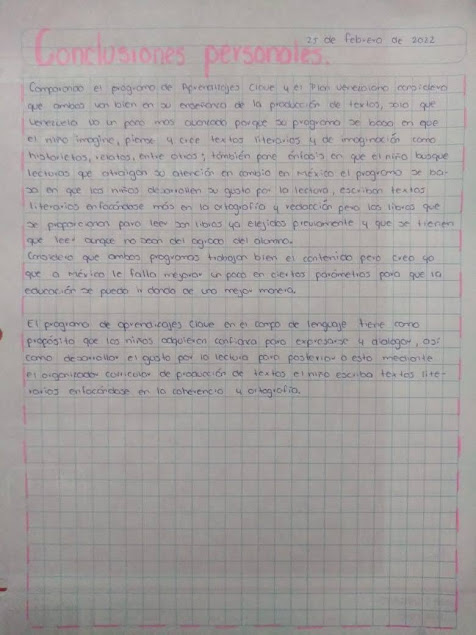 25 de febrero de 2022
Conclusiones personales.
Comparando el programa de Aprendizajes Clave y el Plan venezolano considero
que ambos van bien en su enseñanza de la producción de textos, solo que
venezuela va un poco mas avanzado porque su programa se basa en que
el niño imagine, piense y cree textos literarios y de imaginación como
historietas, relatos, entre otros; también pone énfasis en que el niño busque
lecturas que atraigan su atención en cambio en México el programa se ba-
sa en que los niños desarrollen su gusto por la lectura, escriban textos
literarios enfocándose más en la ortografía y redacción pero los libros que
se proporcionan para leer son libros ya elejidos previamente y que se tienen
que leer aunque no sean del agrado del alumno.
Considero que ambos programas trabajan bien el contenido pero creo yo
que a México le falla mejorar un poco en ciertos parámetros para que la
educación se pueda ir dando de una mejor manera.
El programa de aprendizajes clave en el campo de lenguaje tiene como
propósito que los niños adquieren confianza para expresarse y dialogar, así
como desarrollar el gusto por la lectura para posterior a esto mediante
el organizador curricular de producción de textos el niño escriba textos lite-
rarios enfocándose en la coherencia y ortografía.